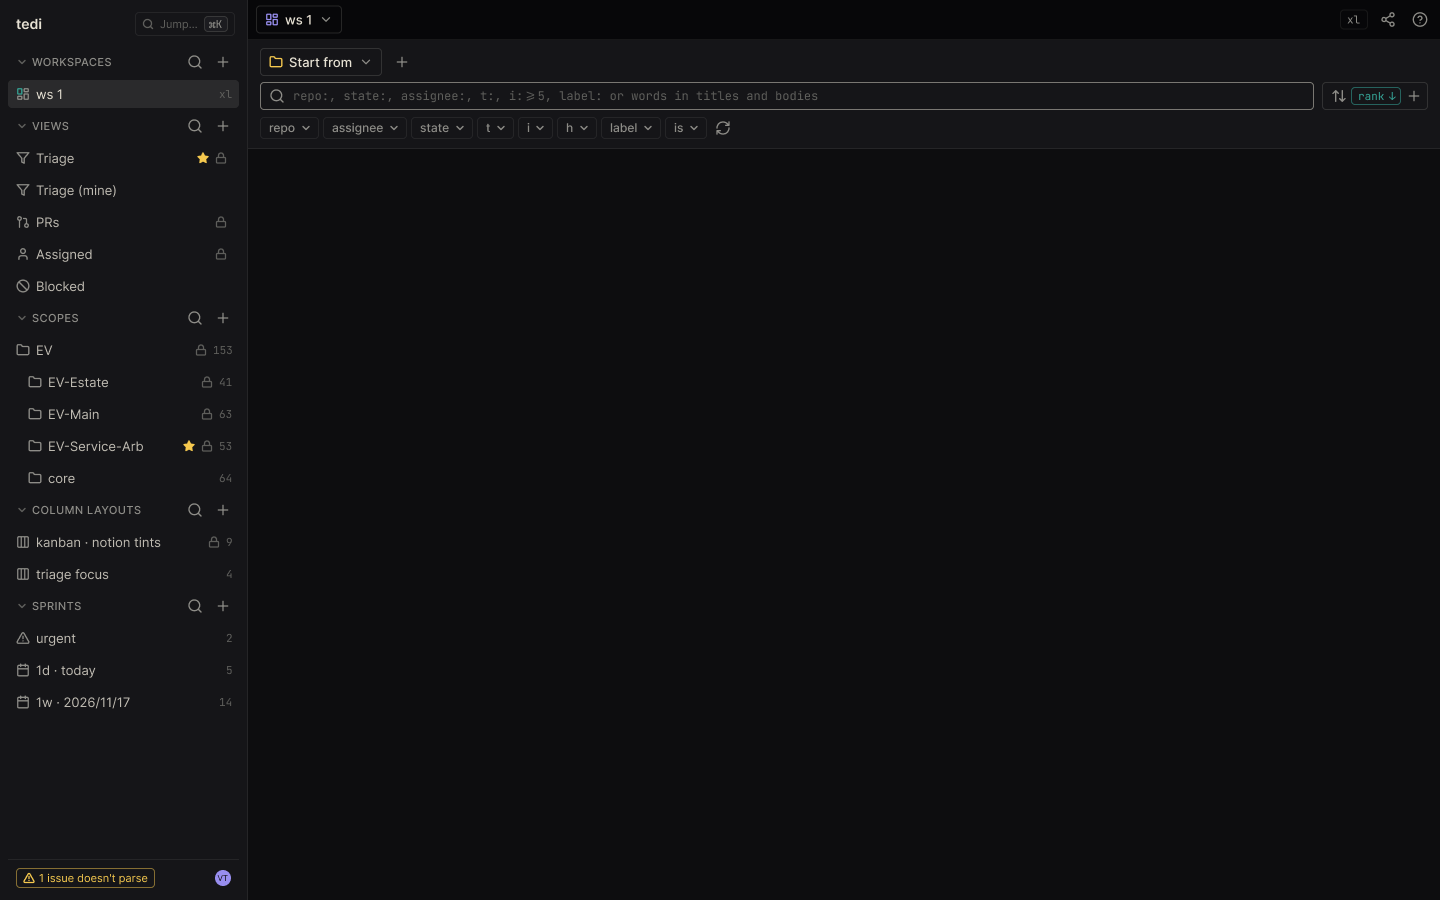 tedi
Jump... ⌘K
WORKSPACES
ws 1 xl
VIEWS
Triage
Triage (mine)
PRs
Assigned
Blocked
SCOPES
EV 153
EV-Estate 41
EV-Main 63
EV-Service-Arb 53
core 64
COLUMN LAYOUTS
kanban · notion tints 9
triage focus 4
SPRINTS
urgent 2
1d · today 5
1w · 2026/11/17 14
1 issue doesn't parse
VT
ws 1
xl
Start from
repo:, state:, assignee:, t:, i:⩾5, label: or words in titles and bodies
rank ↓
repo assignee state t i h label is